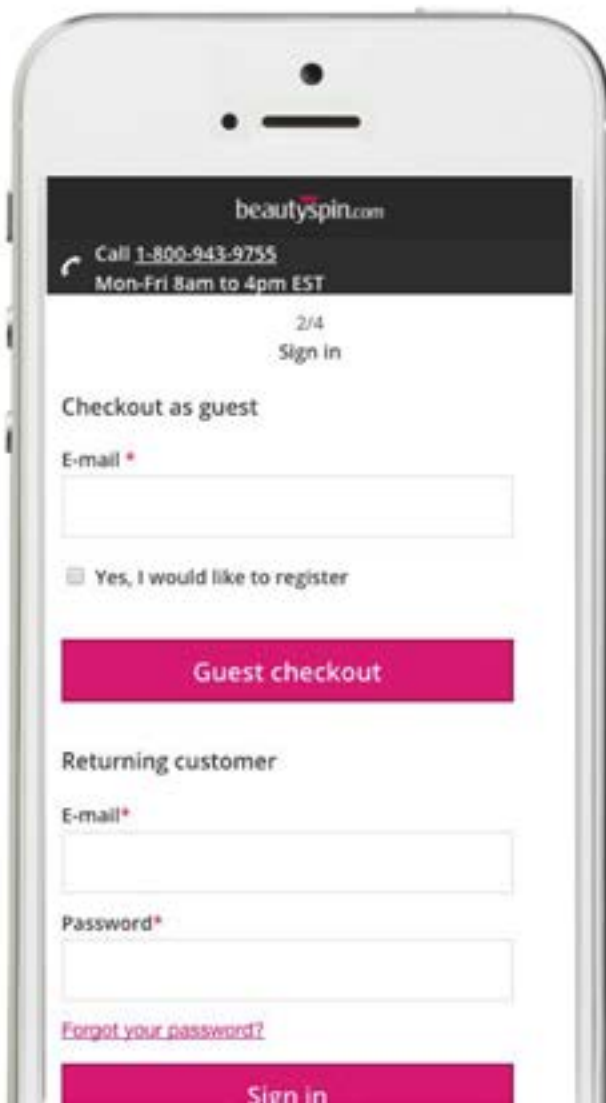 beautyspin.com
Call 1-800-943-9755
Mon-Fri 8am to 4pm EST
2/4
Sign in
Checkout as guest
E-mail *
Yes, I would like to register
Guest checkout
Returning customer
E-mail*
Password*
Forgot your password?
Sign in